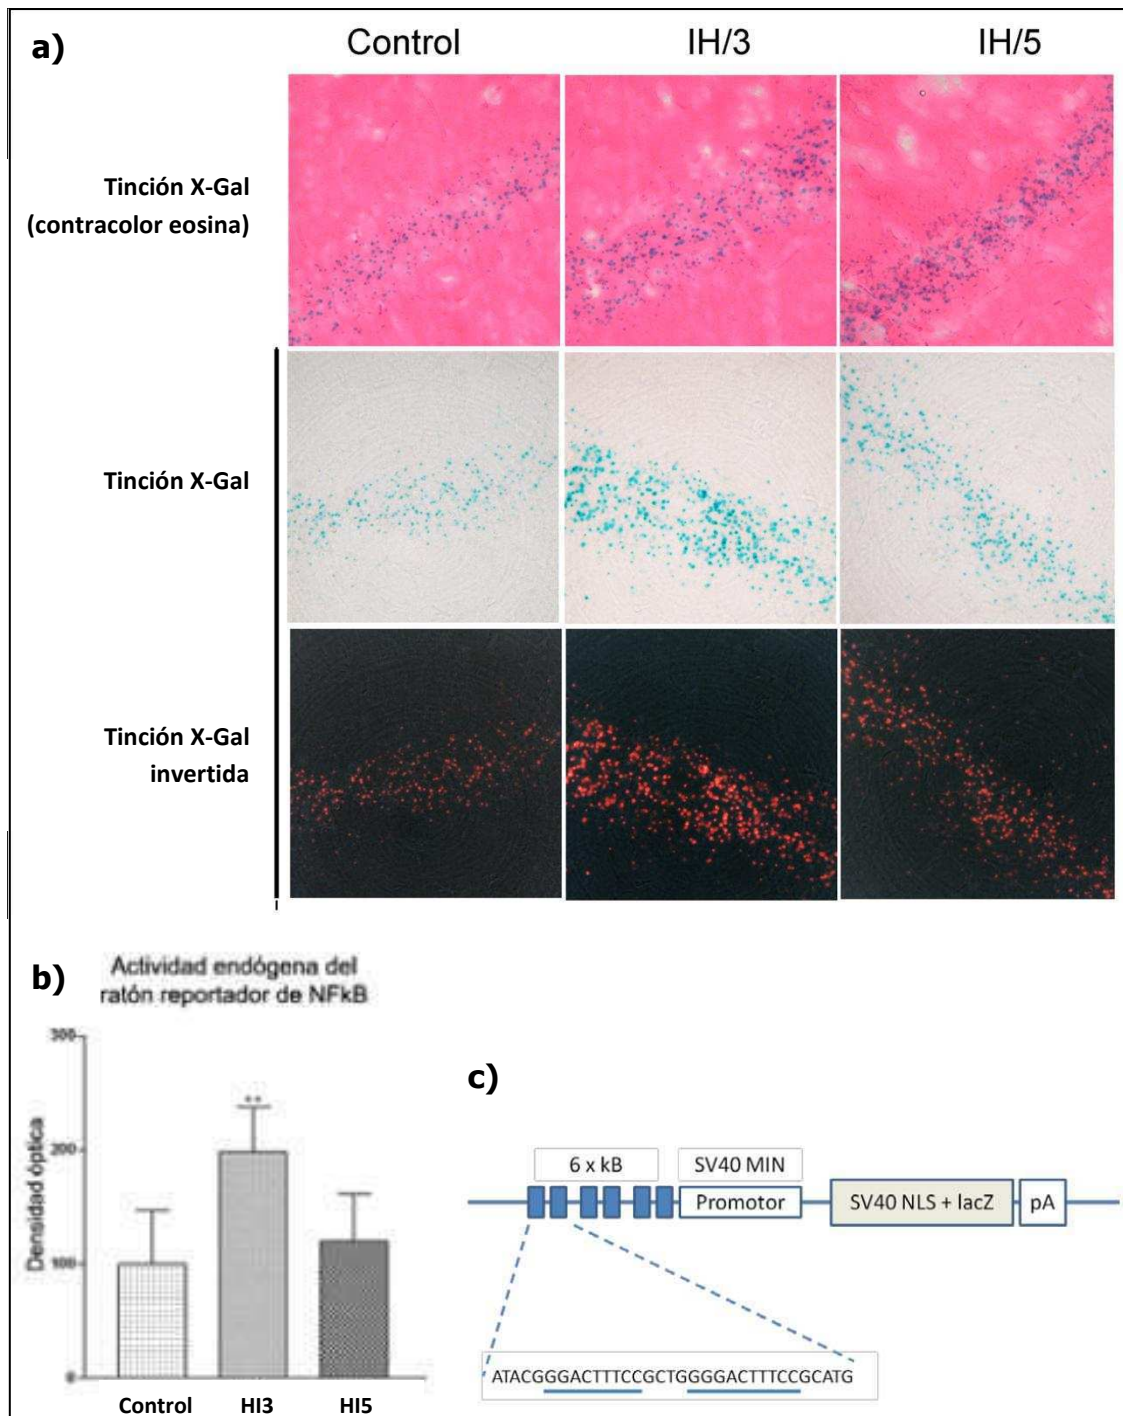 a)
Control
IH/3
IH/5
Tinción X-Gal
(contracolor eosina)
Tinción X-Gal
Tinción X-Gal
invertida
b)
Actividad endógena del
ratón reportador de NFkB
Densidad óptica
300
200
100
0
**
Control
HI3
HI5
c)
6 x kB
SV40 MIN
Promotor
SV40 NLS + lacZ
pA
ATACGGGACTTTCCGCTGGGGACTTTCCGCATG